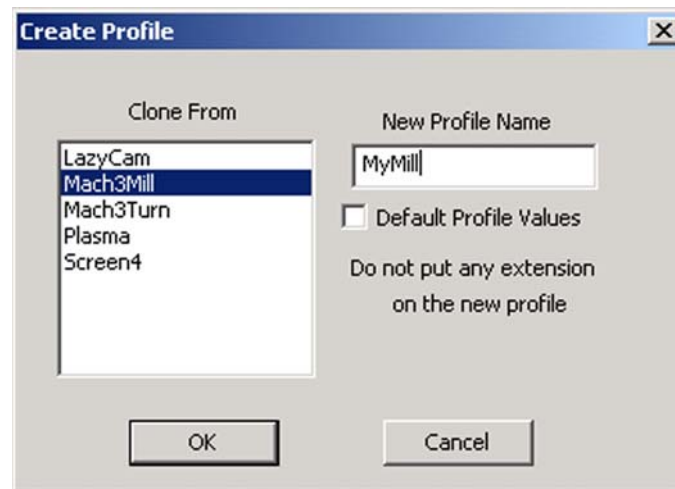 Create Profile
Clone From
LazyCam
Mach3Mill
Mach3Turn
Plasma
Screen4
New Profile Name
MyMill
Default Profile Values
Do not put any extension
on the new profile
OK
Cancel